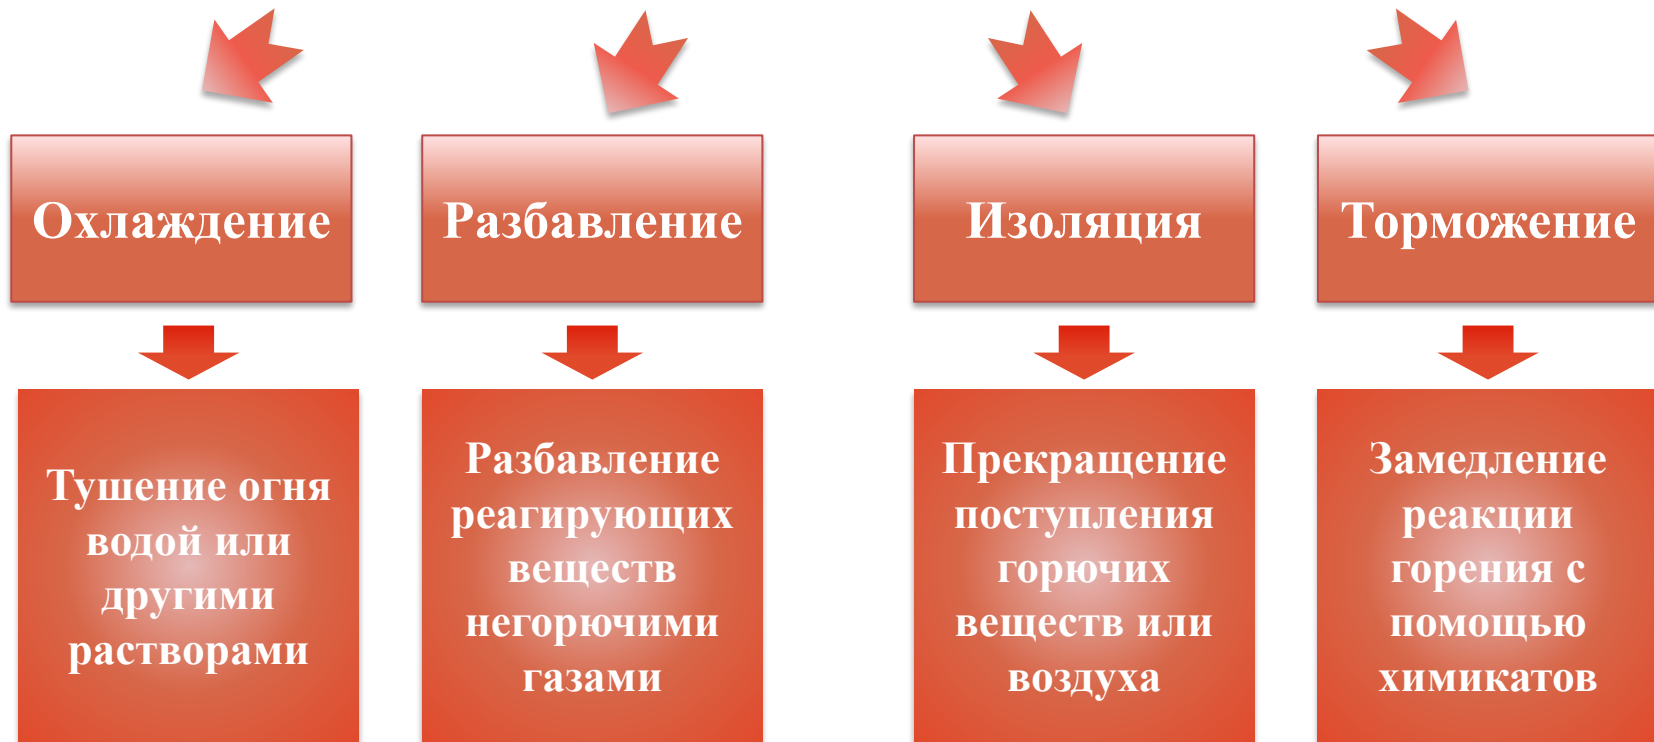 Охлаждение
Разбавление
Изоляция
Торможение
Тушение огня
водой или
другими
растворами
Разбавление
реагирующих
веществ
негорючими
газами
Прекращение
поступления
горючих
веществ или
воздуха
Замедление
реакции
горения с
помощью
химикатов